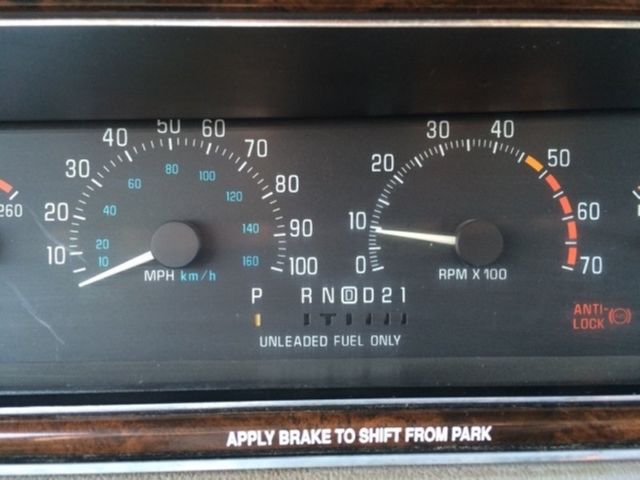 260
10 20 30 40 50 60 70 80 90 100
10 20 40 60 80 100 120 140 160
MPH km/h
0 10 20 30 40 50 60 70
RPM X 100
P R N D D 2 1
UNLEADED FUEL ONLY
ANTI-
LOCK
APPLY BRAKE TO SHIFT FROM PARK